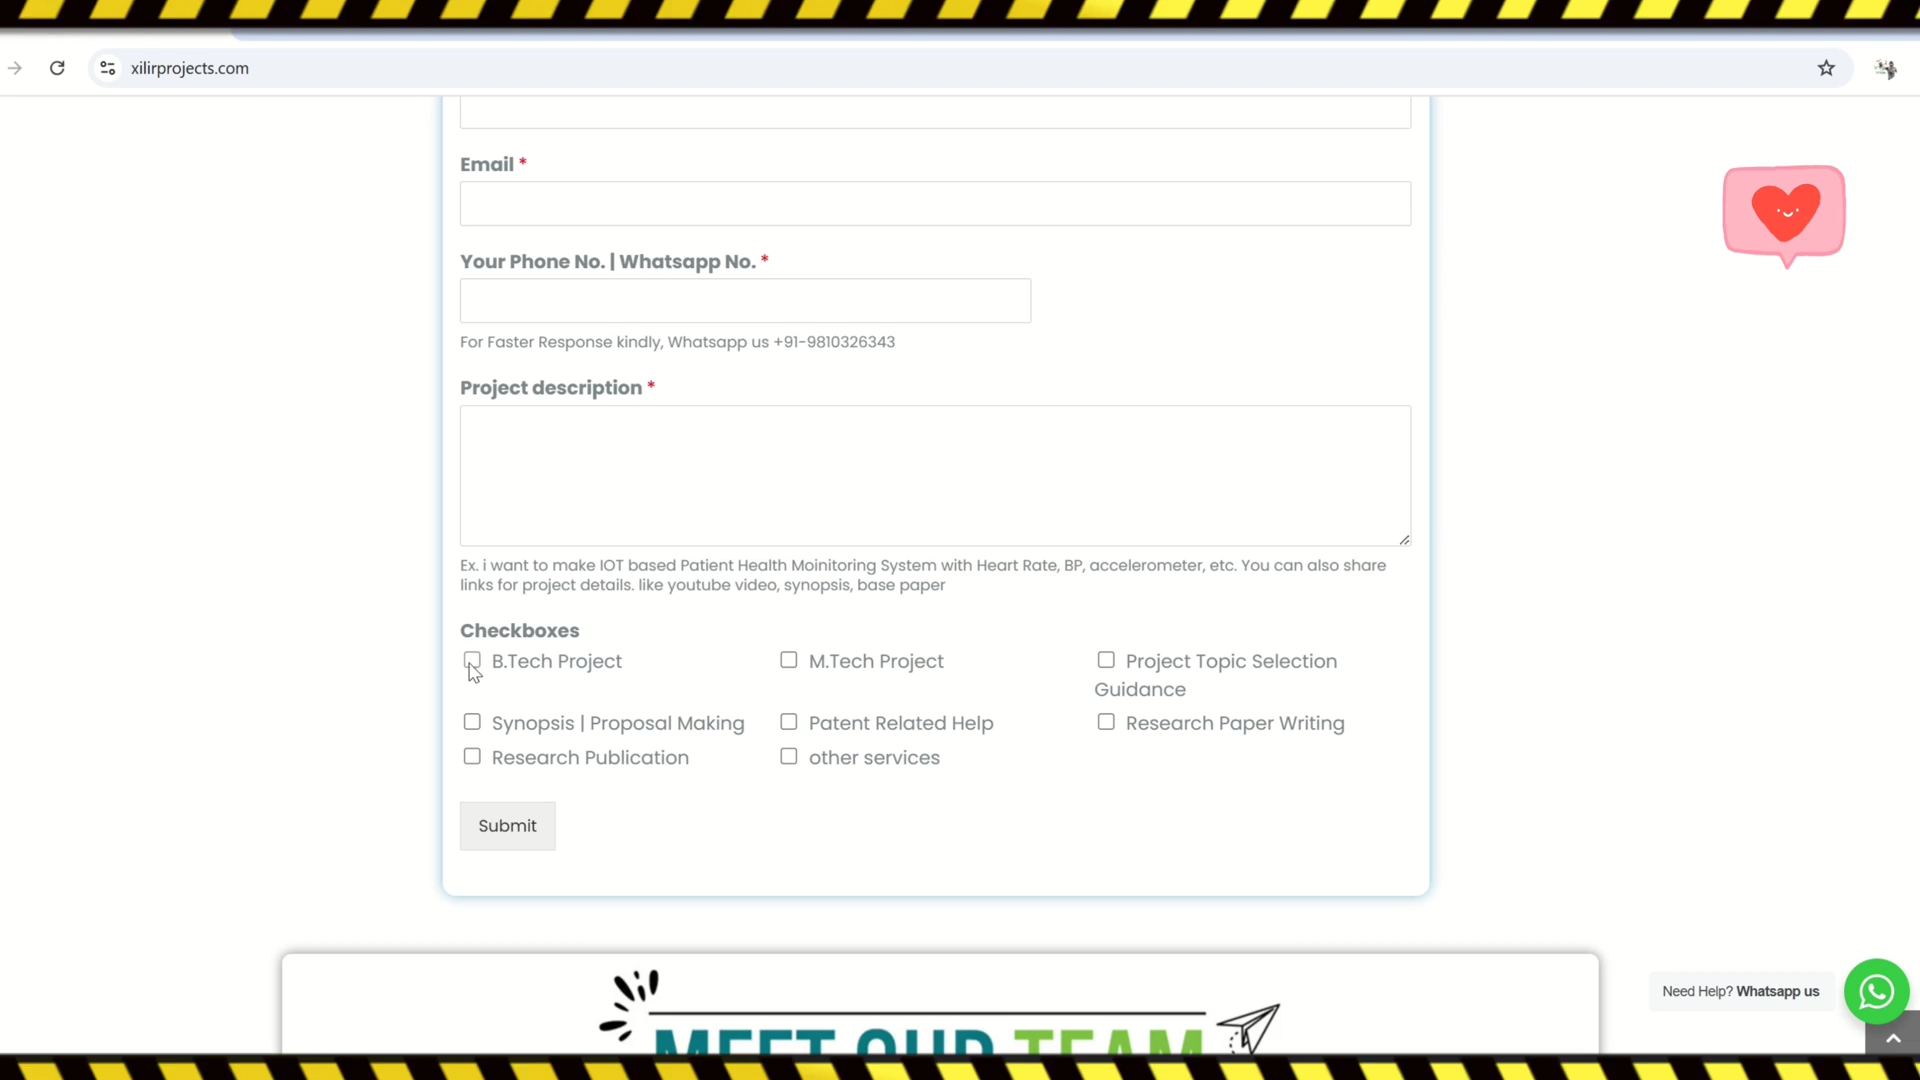 xilirprojects.com
Email *
Your Phone No. | Whatsapp No. *
For Faster Response kindly, Whatsapp us +91-9810326343
Project description *
Ex. i want to make IOT based Patient Health Moinitoring System with Heart Rate, BP, accelerometer, etc. You can also share
links for project details. like youtube video, synopsis, base paper
Checkboxes
B.Tech Project
M.Tech Project
Project Topic Selection
Guidance
Synopsis | Proposal Making
Patent Related Help
Research Paper Writing
Research Publication
other services
Submit
Need Help? Whatsapp us
MEET OUR TEAM